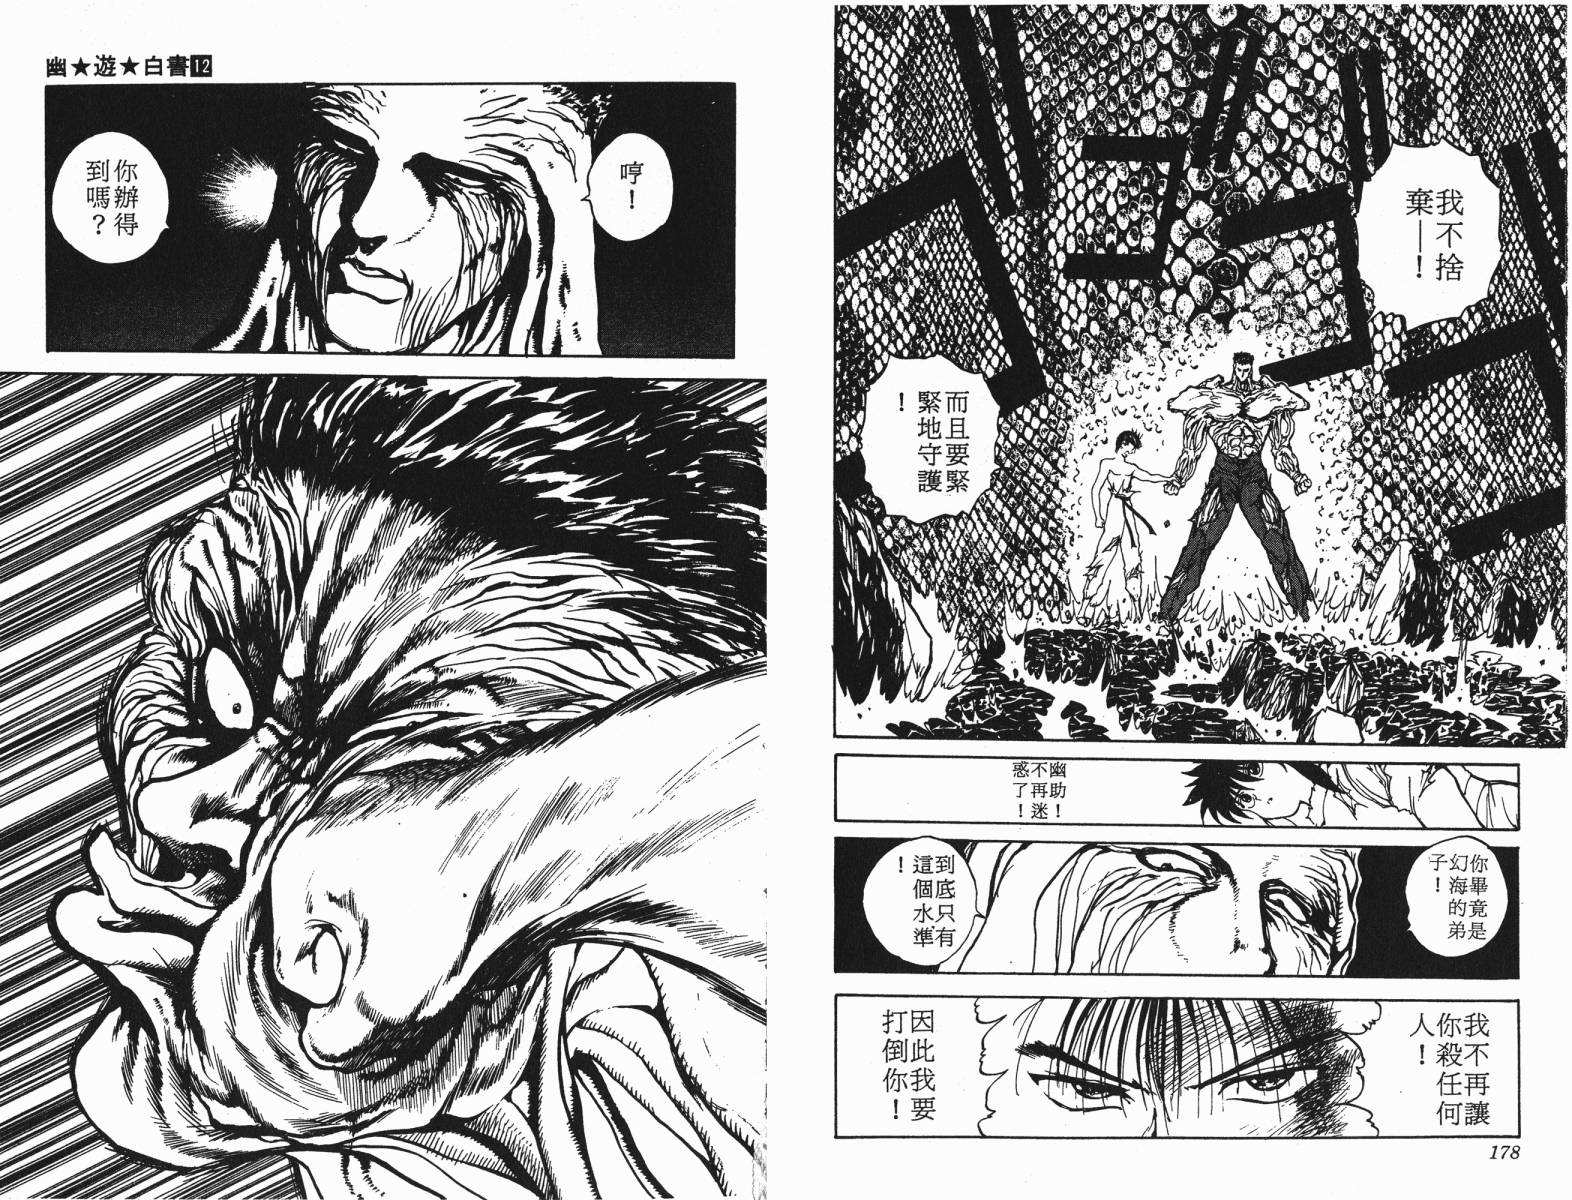 我不捨
棄—！
而且要緊
緊地守護
！
幽助！
不再迷
惑了！
你畢竟是
幻海的弟
子！
到底只有
這個水準
！
我不再讓
你殺任何
人！
因此我要
打倒你！
178
幽★遊★白書12
哼！
你辦得
到嗎？